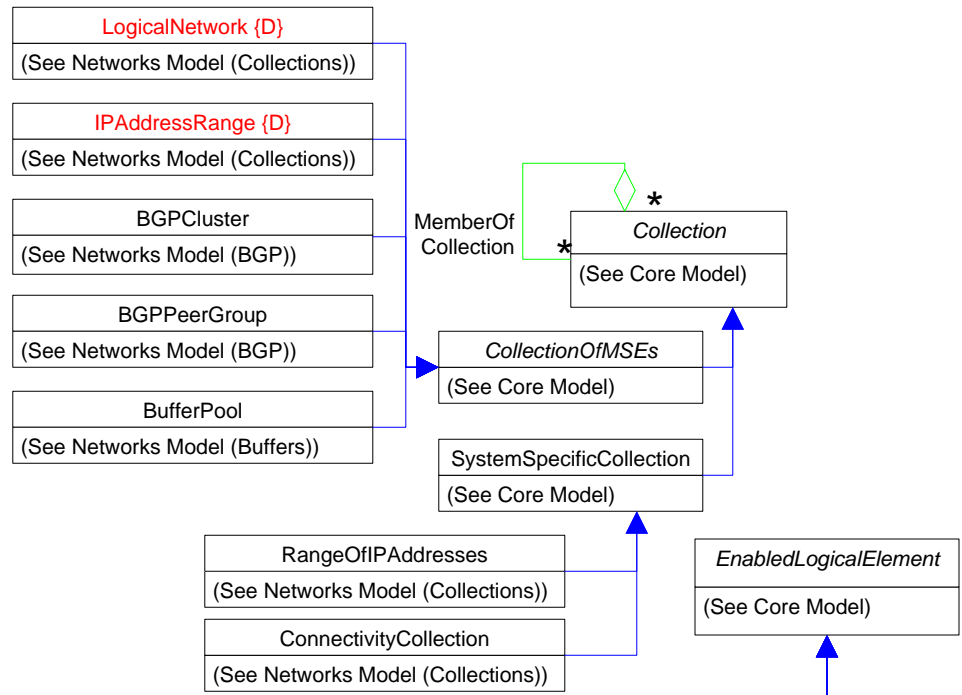 LogicalNetwork {D}
(See Networks Model (Collections))
IPAddressRange {D}
(See Networks Model (Collections))
BGPCluster
(See Networks Model (BGP))
BGPPeerGroup
(See Networks Model (BGP))
BufferPool
(See Networks Model (Buffers))
MemberOf
Collection
*
*
Collection
(See Core Model)
CollectionOfMSEs
(See Core Model)
SystemSpecificCollection
(See Core Model)
RangeOfIPAddresses
(See Networks Model (Collections))
ConnectivityCollection
(See Networks Model (Collections))
EnabledLogicalElement
(See Core Model)